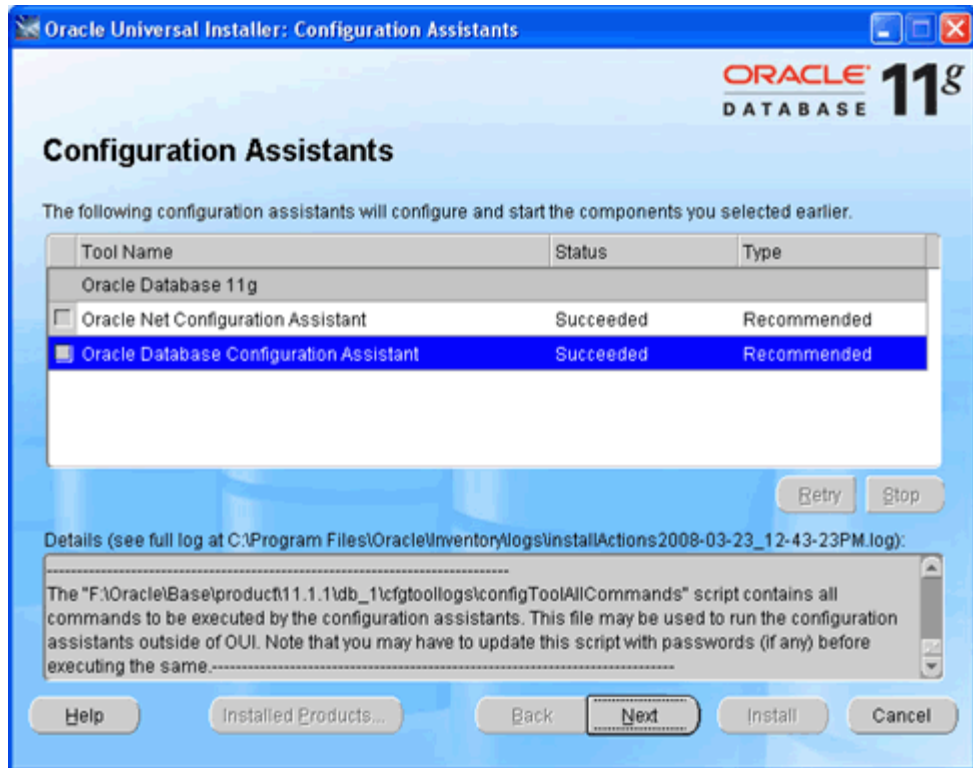 Oracle Universal Installer: Configuration Assistants
ORACLE 11g
DATABASE
Configuration Assistants
The following configuration assistants will configure and start the components you selected earlier.
Tool Name Status Type
Oracle Database 11g
Oracle Net Configuration Assistant Succeeded Recommended
Oracle Database Configuration Assistant Succeeded Recommended
Retry Stop
Details (see full log at C:\Program Files\Oracle\Inventory\logs\installActions2008-03-23_12-43-23PM.log):
--------------------------------------------------------------------------------
The "F:\Oracle\Base\product\11.1.1\db_1\cfgtoollogs\configToolAllCommands" script contains all
commands to be executed by the configuration assistants. This file may be used to run the configuration
assistants outside of OUI. Note that you may have to update this script with passwords (if any) before
executing the same.--------------------------------------------------------------------------------
Help Installed Products... Back Next Install Cancel